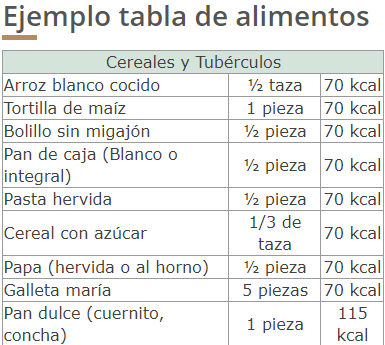 Ejemplo tabla de alimentos
Cereales y Tubérculos
Arroz blanco cocido ½ taza 70 kcal
Tortilla de maíz 1 pieza 70 kcal
Bolillo sin migajón ½ pieza 70 kcal
Pan de caja (Blanco o
integral) ½ pieza 70 kcal
Pasta hervida ½ pieza 70 kcal
Cereal con azúcar 1/3 de
taza 70 kcal
Papa (hervida o al horno) ½ pieza 70 kcal
Galleta maría 5 piezas 70 kcal
Pan dulce (cuernito,
concha) 1 pieza 115
kcal